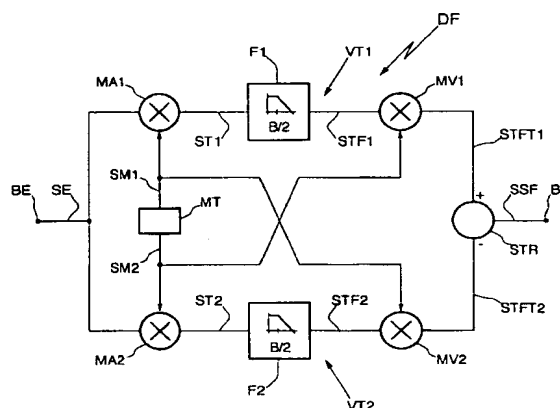 DF
F1
VT1
MA1
MV1
B/2
ST1
STF1
STFT1
SM1
BE
SE
MT
+
SSF
B
STR
-
SM2
ST2
STF2
STFT2
B/2
MA2
MV2
F2
VT2